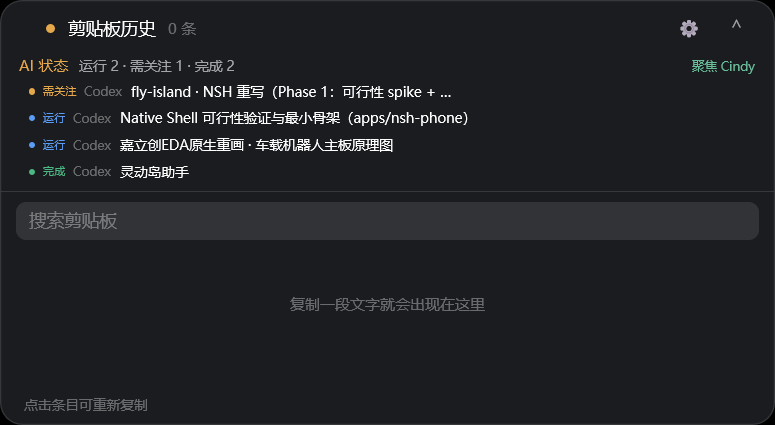 剪贴板历史 0 条
AI 状态 运行 2 · 需关注 1 · 完成 2 聚焦 Cindy
需关注 Codex fly-island · NSH 重写（Phase 1：可行性 spike + ...
运行 Codex Native Shell 可行性验证与最小骨架（apps/nsh-phone）
运行 Codex 嘉立创EDA原生重画 · 车载机器人主板原理图
完成 Codex 灵动岛助手
搜索剪贴板
复制一段文字就会出现在这里
点击条目可重新复制